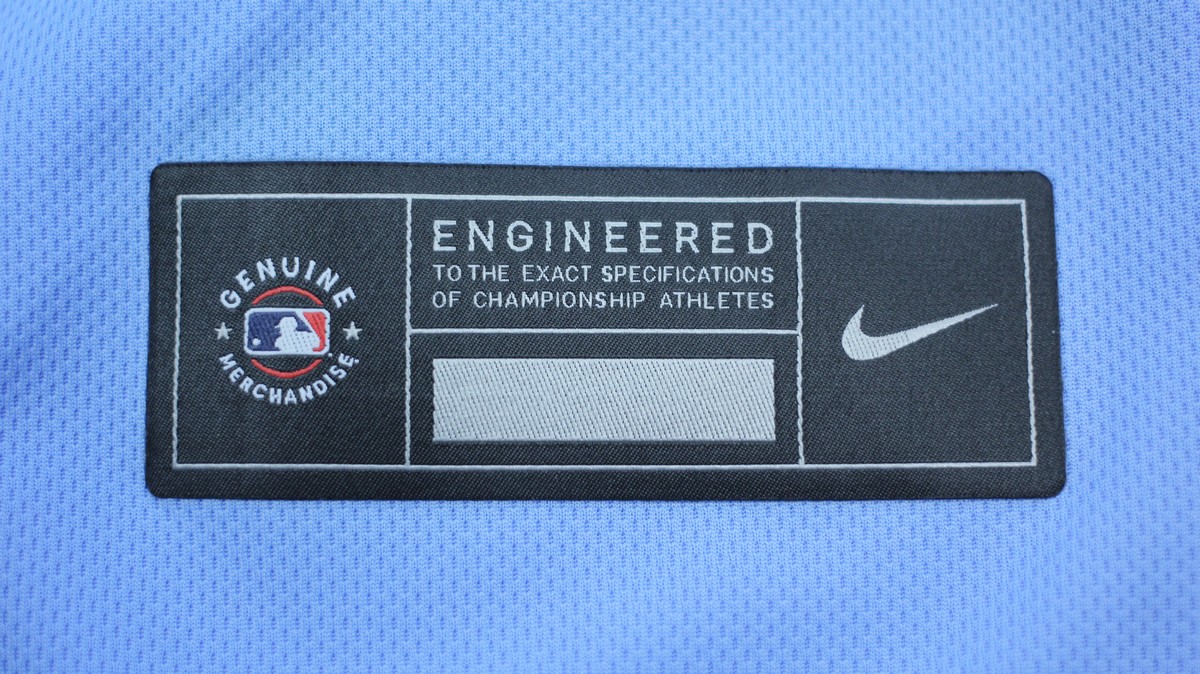 GENUINE
MERCHANDISE
ENGINEERED
TO THE EXACT SPECIFICATIONS
OF CHAMPIONSHIP ATHLETES